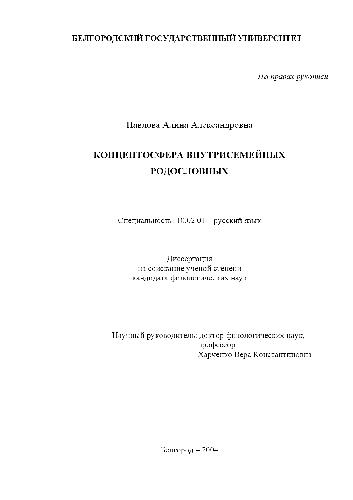 БЕЛГОРОДСКИЙ ГОСУДАРСТВЕННЫЙ УНИВЕРСИТЕТ
На правах рукописи
Павлова Алина Александровна
КОНЦЕПТОСФЕРА ВНУТРИСЕМЕЙНЫХ
РОДОСЛОВНЫХ
Специальность 10.02.01 – русский язык
Диссертация
на соискание ученой степени
кандидата филологических наук
Научный руководитель: доктор филологических наук,
профессор
Харченко Вера Константиновна
Белгород – 2004